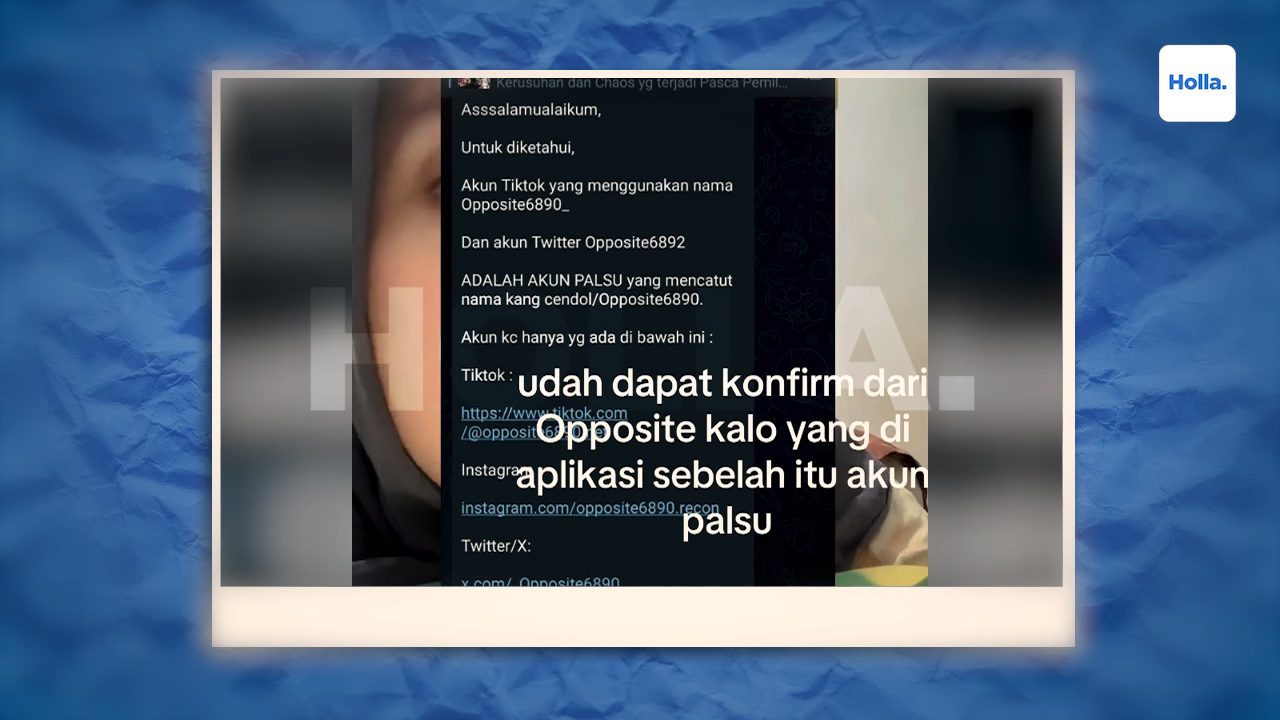 Holla.
Kerusuhan dan Chaos yg terjadi Pasca Pemil...
Asssalamualaikum,
Untuk diketahui,
Akun Tiktok yang menggunakan nama
Opposite6890_
Dan akun Twitter Opposite6892
ADALAH AKUN PALSU yang mencatut
nama kang cendol/Opposite6890.
Akun kc hanya yg ada di bawah ini :
Tiktok :
https://www.tiktok.com
Instagram
instagram.com/opposite6890.recon
Twitter/X:
x.com/_Opposite6890
udah dapat konfirm dari
Opposite kalo yang di
aplikasi sebelah itu akun
palsu
HOLLA.